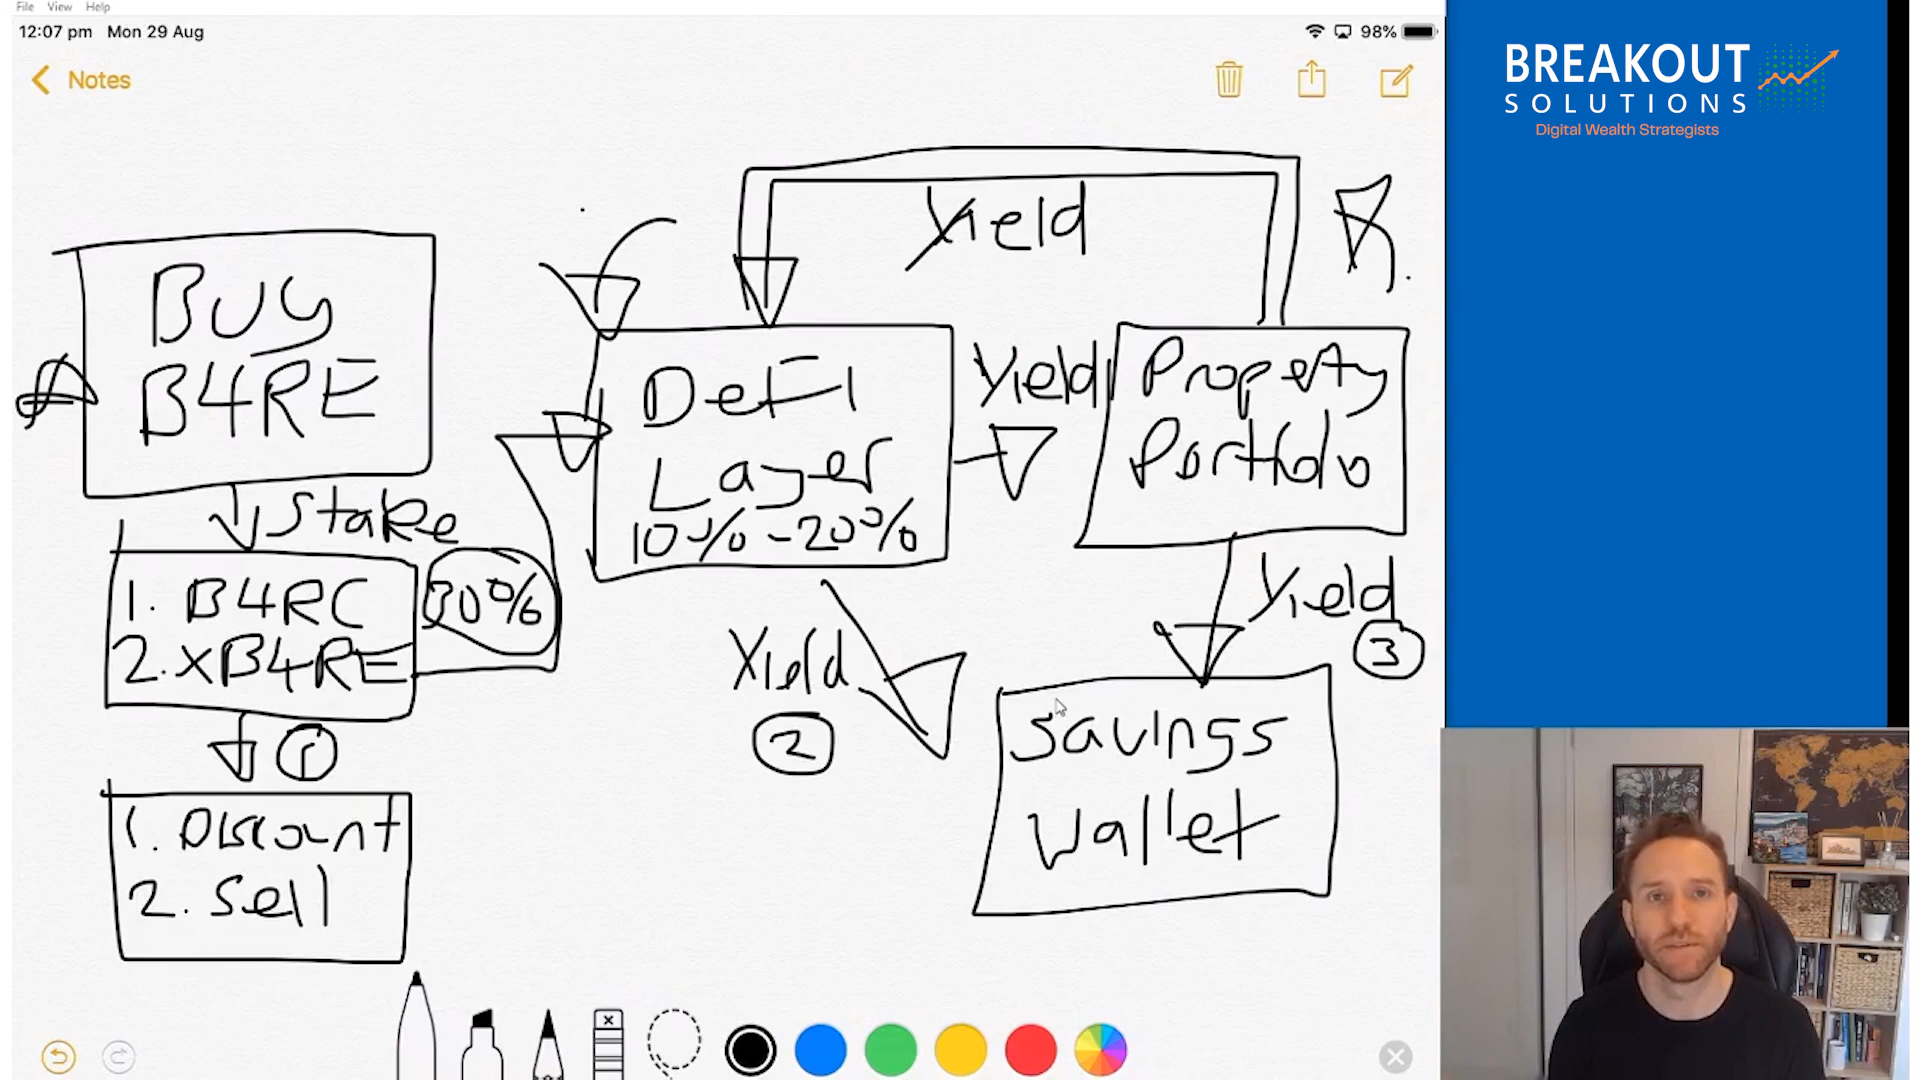 File View Help
12:07 pm Mon 29 Aug
98%
Notes
BREAKOUT
SOLUTIONS
Digital Wealth Strategists
Yield
BUY
B4RE
Stake
1. B4RC
2. XB4RE
30%
1
1. Discount
2. Sell
DeFI
Layer
10%-20%
Yield
Property
Portfolio
Yield
2
Yield
3
Savings
Wallet